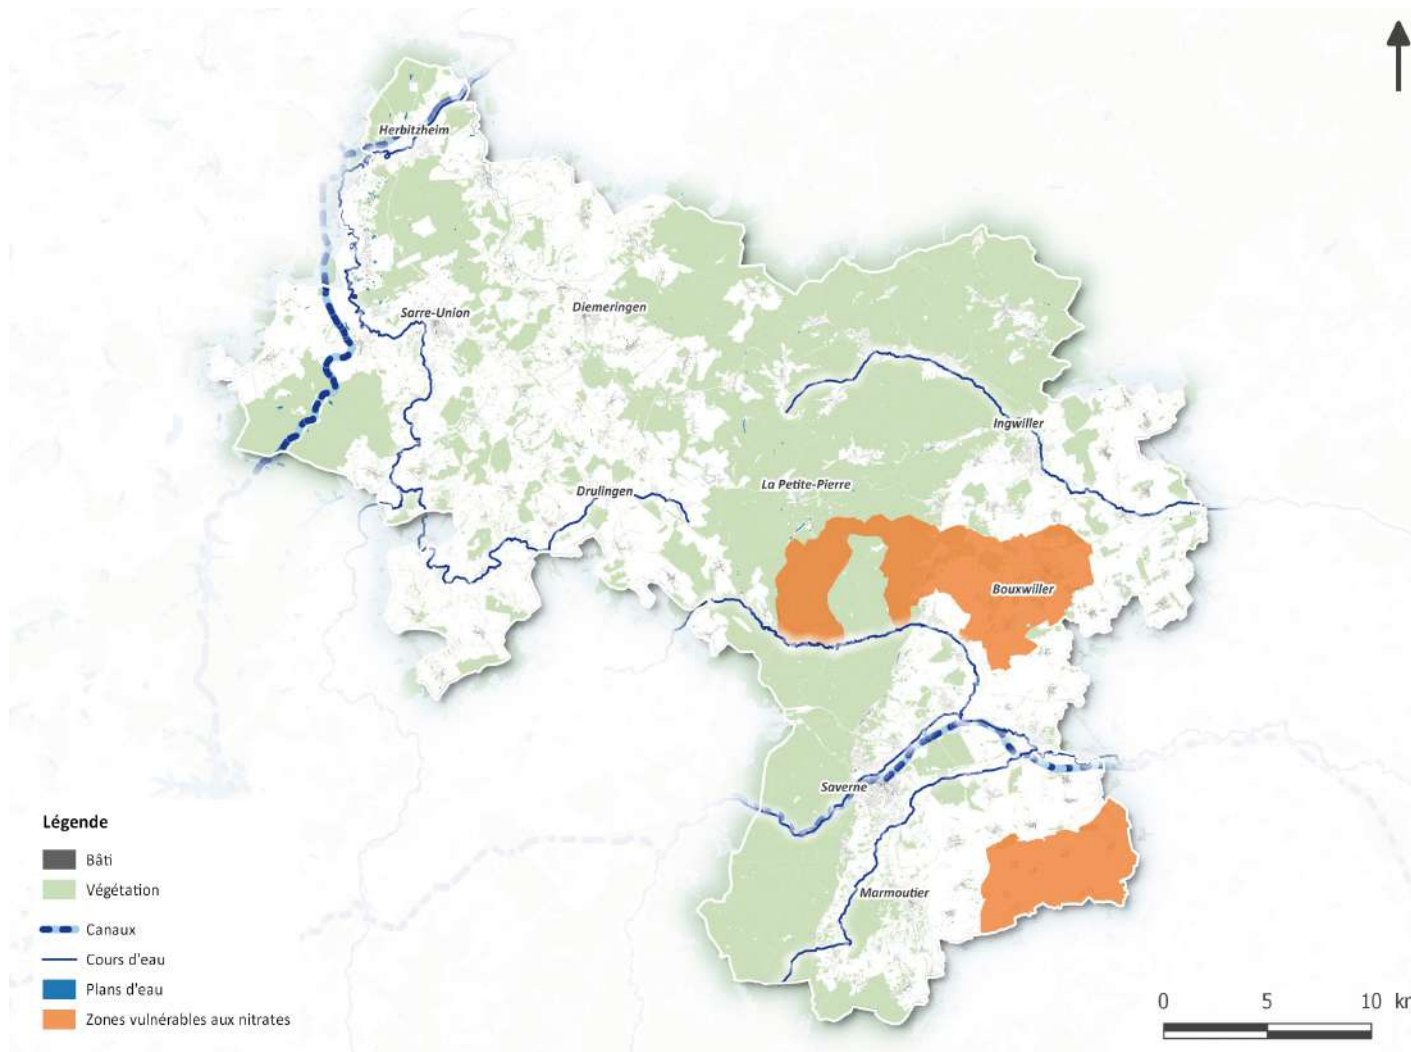 Herbitzheim
Sarre-Union
Diemeringen
Ingwiller
La Petite-Pierre
Drulingen
Bouxwiller
Saverne
Marmoutier
Légende
Bâti
Végétation
Canaux
Cours d'eau
Plans d'eau
Zones vulnérables aux nitrates
0 5 10 km